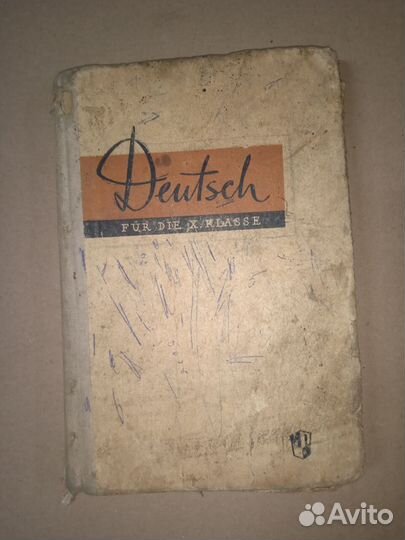 Deutsch
FÜR DIE X. KLASSE
Avito